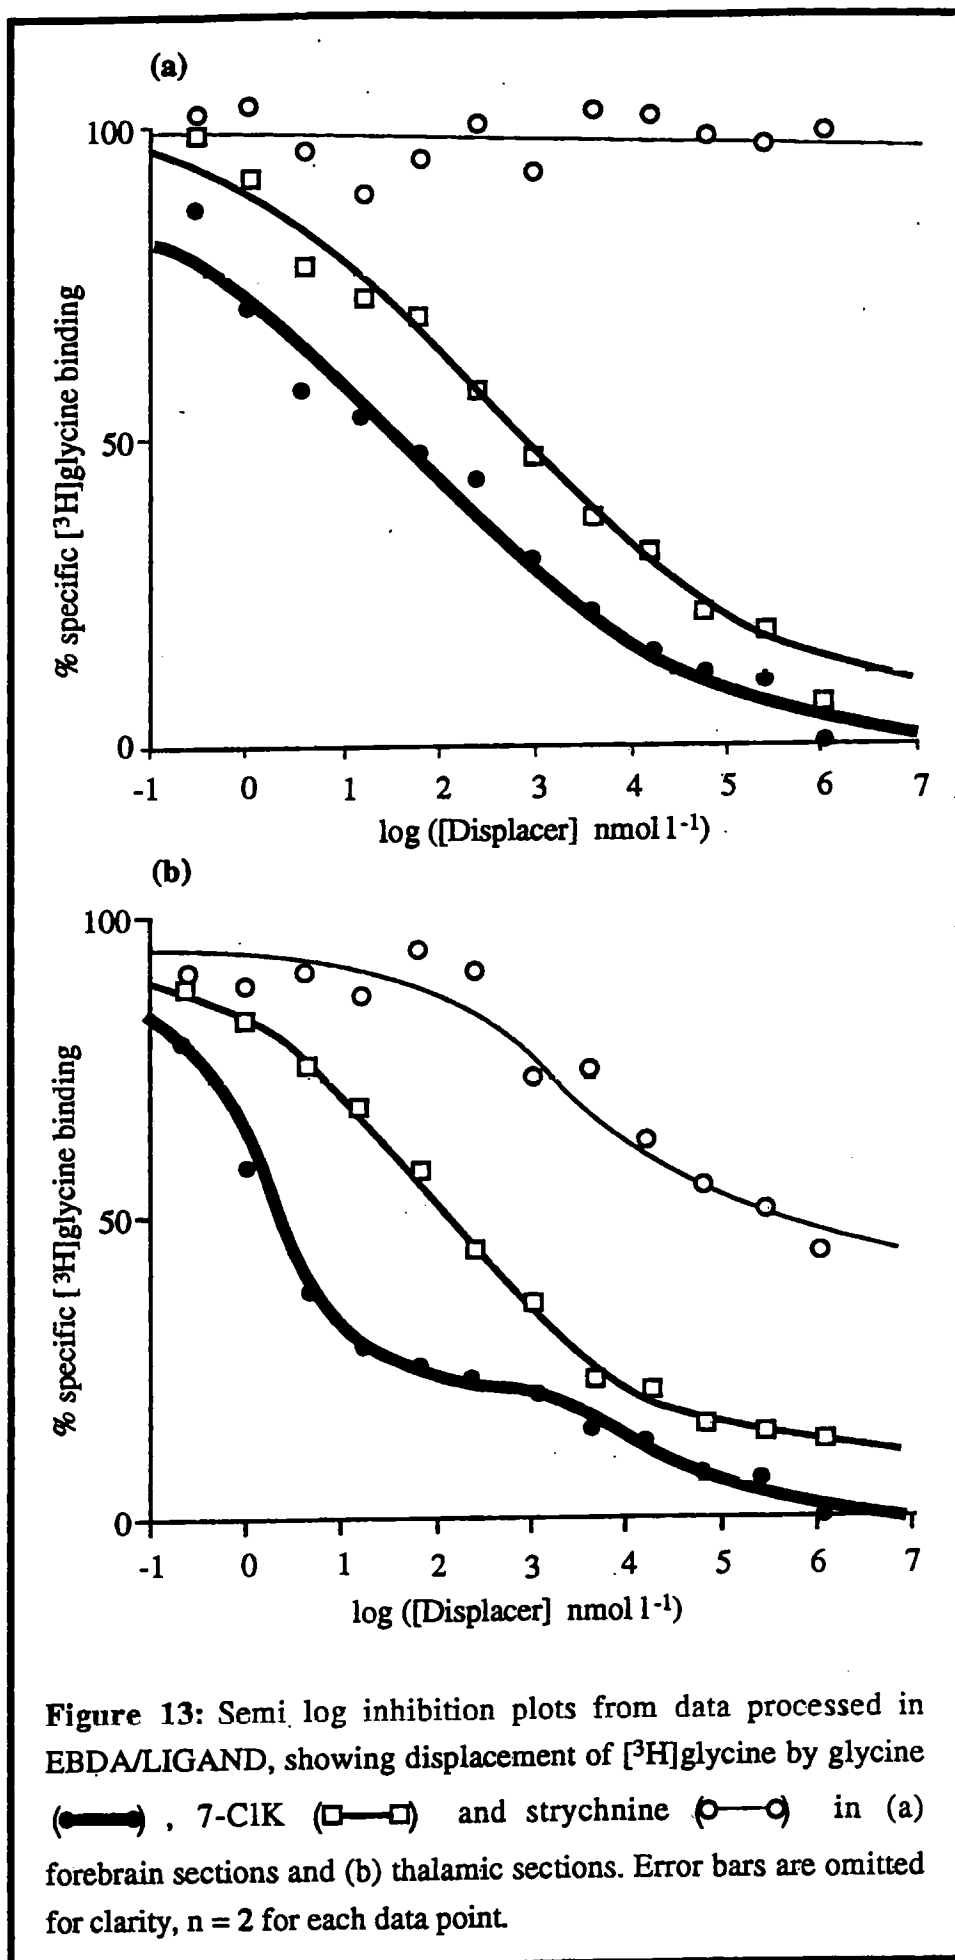 (a)
100
50
0
% specific [³H]glycine binding
-1 0 1 2 3 4 5 6 7
log ([Displacer] nmol l⁻¹)
(b)
100
50
0
% specific [³H]glycine binding
-1 0 1 2 3 4 5 6 7
log ([Displacer] nmol l⁻¹)
Figure 13: Semi log inhibition plots from data processed in
EBDA/LIGAND, showing displacement of [³H]glycine by glycine
(●━●) , 7-ClK (□—□) and strychnine (○—○) in (a)
forebrain sections and (b) thalamic sections. Error bars are omitted
for clarity, n = 2 for each data point.